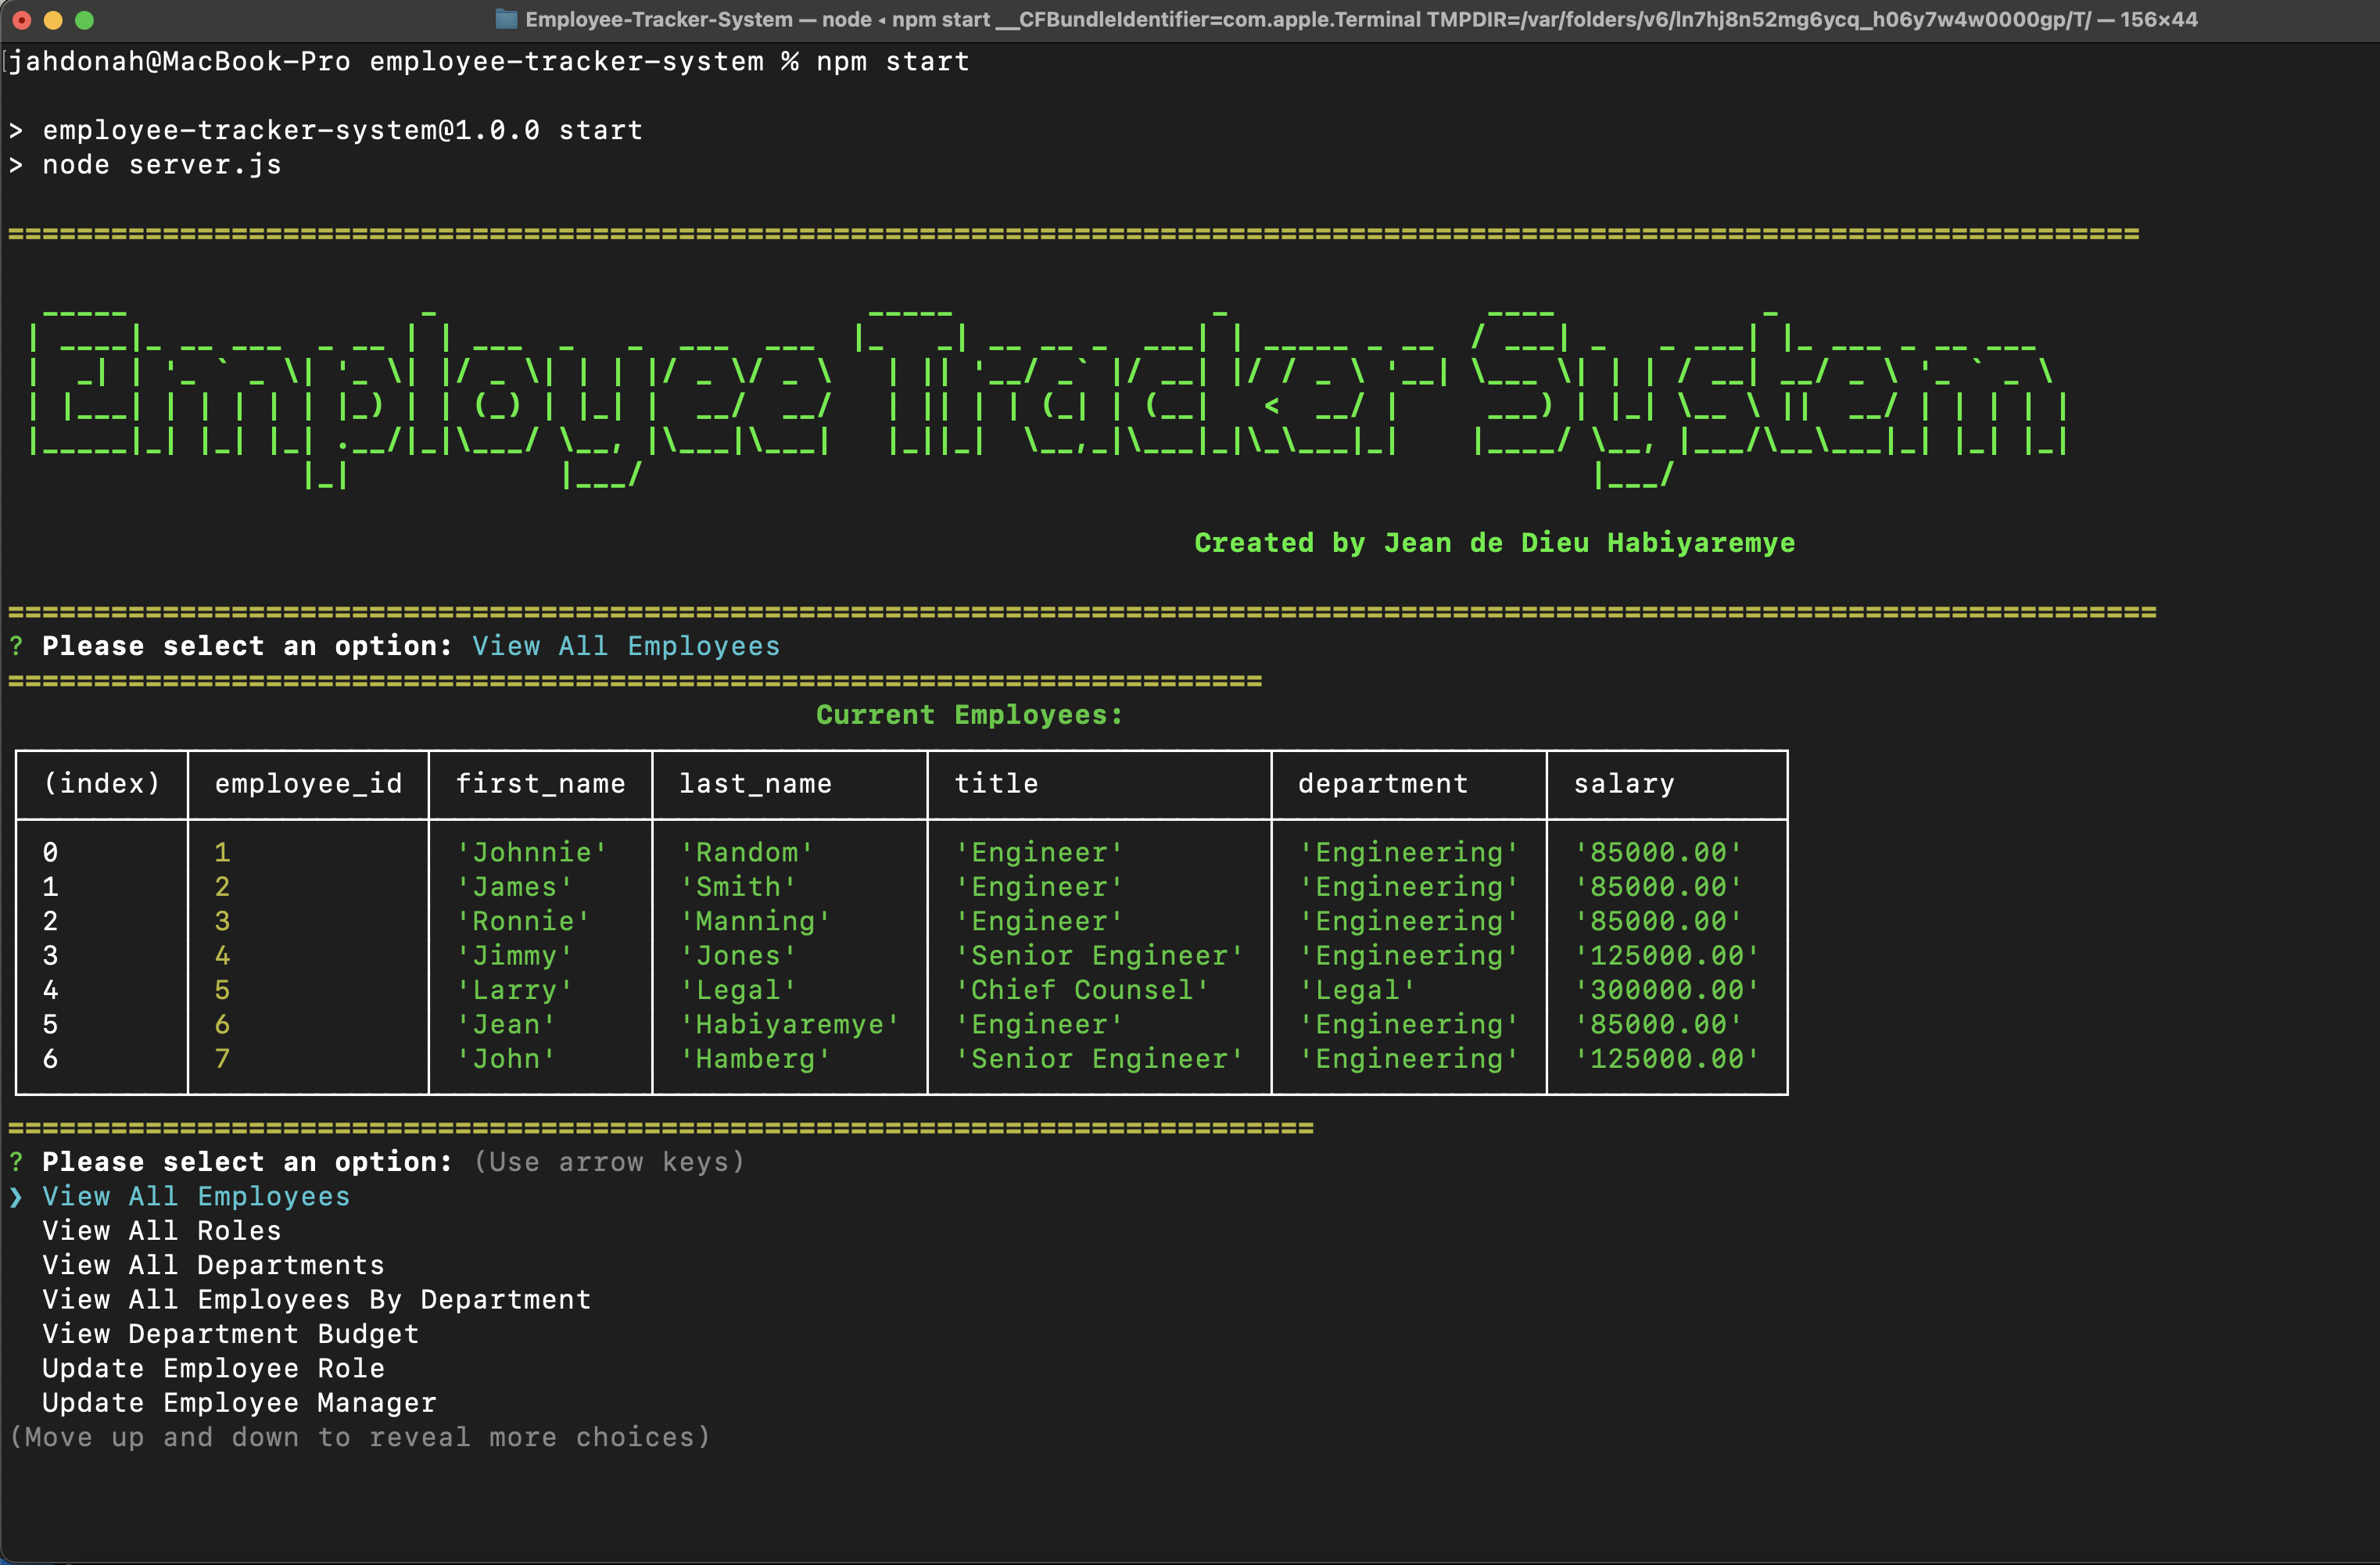 Employee-Tracker-System — node ◂ npm start __CFBundleIdentifier=com.apple.Terminal TMPDIR=/var/folders/v6/ln7hj8n52mg6ycq_h06y7w4w0000gp/T/ — 156×44
jahdonah@MacBook-Pro employee-tracker-system % npm start
> employee-tracker-system@1.0.0 start
> node server.js
Employee Tracker System
Created by Jean de Dieu Habiyaremye
? Please select an option: View All Employees
Current Employees:
(index) employee_id first_name last_name title department salary
0 1 'Johnnie' 'Random' 'Engineer' 'Engineering' '85000.00'
1 2 'James' 'Smith' 'Engineer' 'Engineering' '85000.00'
2 3 'Ronnie' 'Manning' 'Engineer' 'Engineering' '85000.00'
3 4 'Jimmy' 'Jones' 'Senior Engineer' 'Engineering' '125000.00'
4 5 'Larry' 'Legal' 'Chief Counsel' 'Legal' '300000.00'
5 6 'Jean' 'Habiyaremye' 'Engineer' 'Engineering' '85000.00'
6 7 'John' 'Hamberg' 'Senior Engineer' 'Engineering' '125000.00'
? Please select an option: (Use arrow keys)
❯ View All Employees
View All Roles
View All Departments
View All Employees By Department
View Department Budget
Update Employee Role
Update Employee Manager
(Move up and down to reveal more choices)